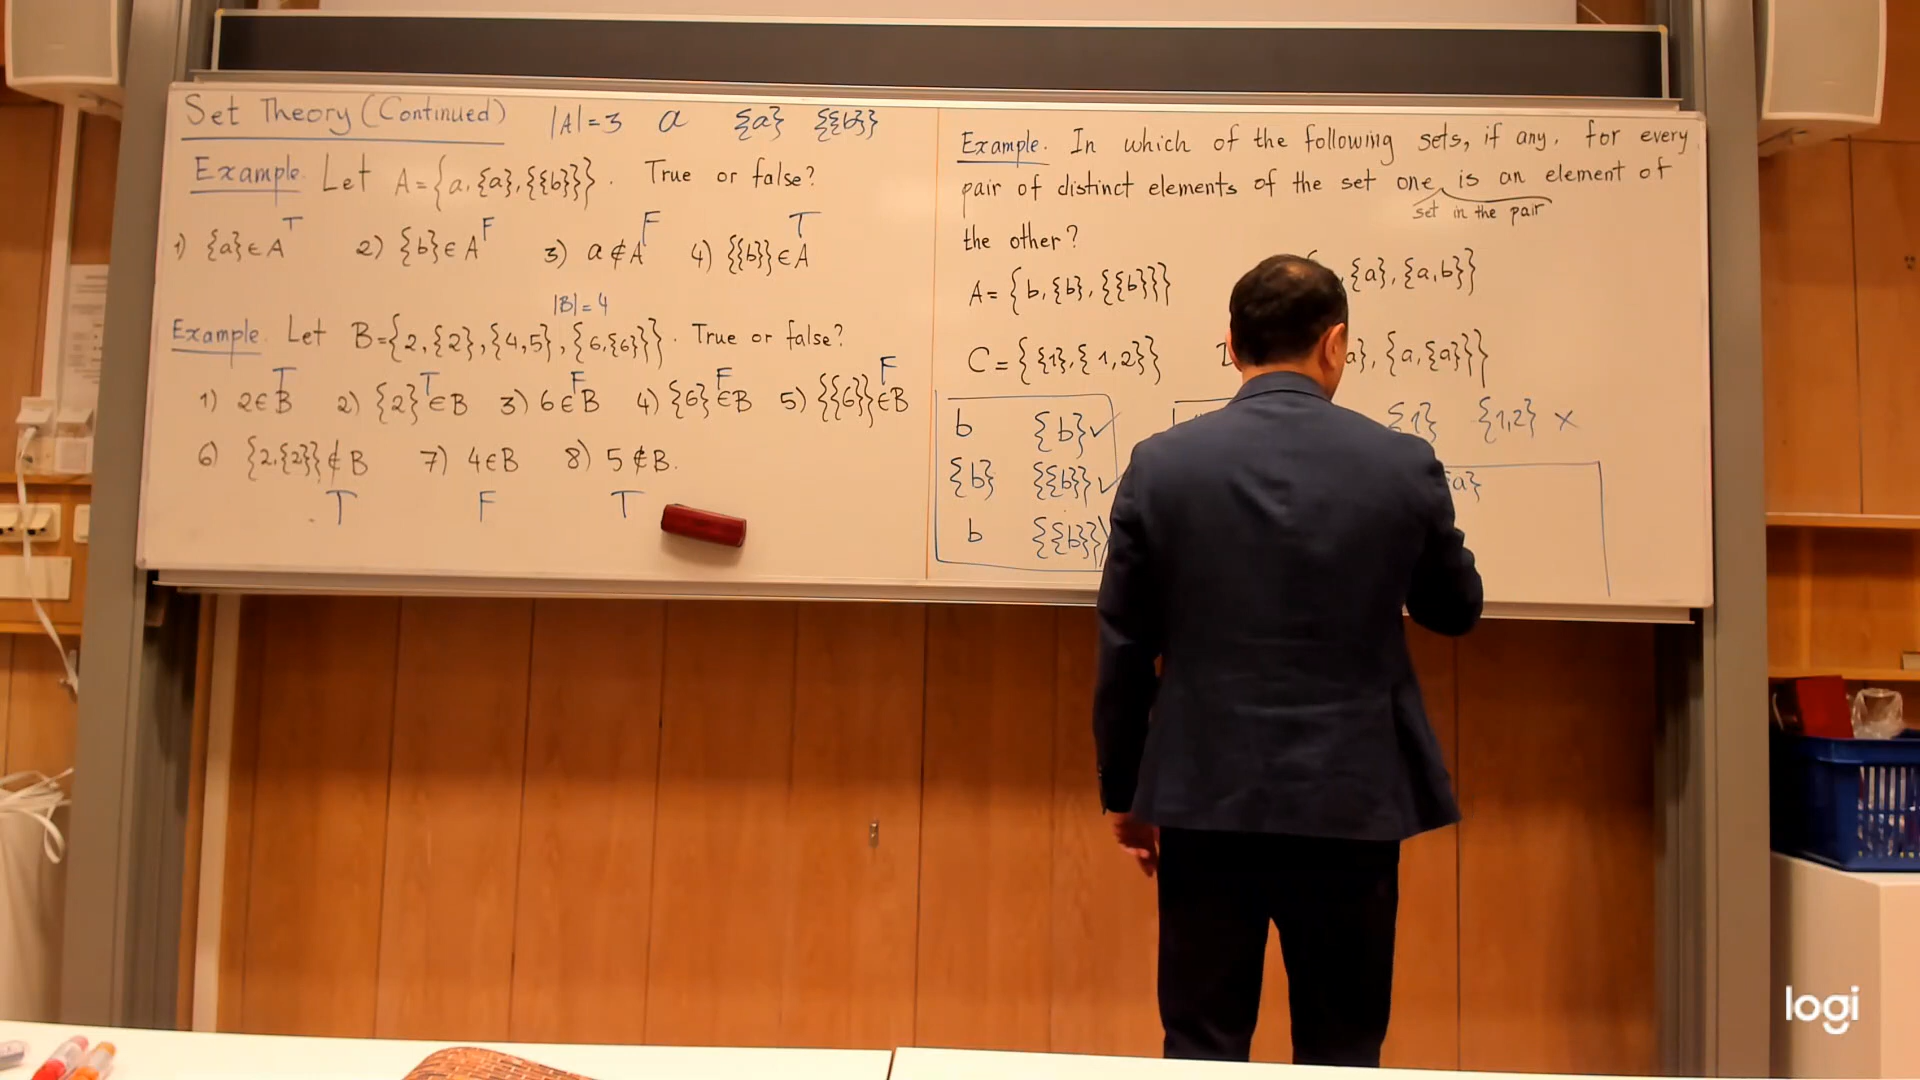 Set Theory (Continued) |A|=3 a {a} {{b}}
Example. Let A={a,{a},{{b}}}. True or false?
1) {a}∈A T 2) {b}∈A F 3) a∉A F 4) {{b}}∈A T
|B|=4
Example. Let B={2,{2},{4,5},{6,{6}}}. True or false?
1) 2∈B T 2) {2}∈B T 3) 6∈B F 4) {6}∈B F 5) {{6}}∈B F
6) {2,{2}}∉B 7) 4∈B 8) 5∉B.
T F T
Example. In which of the following sets, if any, for every
pair of distinct elements of the set one is an element of
set in the pair
the other?
A={b,{b},{{b}}} ,{a},{a,b}}
C={{1},{1,2}} a},{a,{a}}}
b {b} ✓ {1} {1,2} ×
{b} {{b}} ✓ a}
b {{b}}
logi